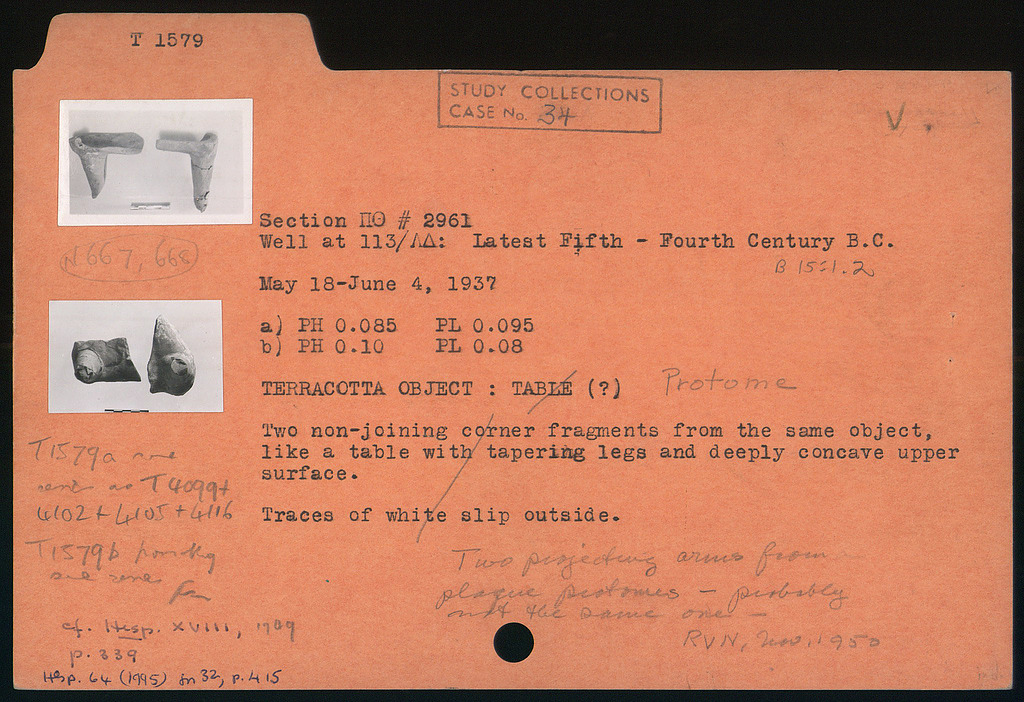 T 1579
STUDY COLLECTIONS
CASE No. 34
V.
Section ΠΘ # 2961
Well at 113/ΛΔ: Latest Fifth - Fourth Century B.C.
B 15:1.2
N 667, 668
May 18-June 4, 1937
a) PH 0.085 PL 0.095
b) PH 0.10 PL 0.08
TERRACOTTA OBJECT : TABLE (?) Protome
Two non-joining corner fragments from the same object,
like a table with tapering legs and deeply concave upper
surface.
Traces of white slip outside.
T1579a
as T4099+
4102+4105+4116
T1579b
Two projecting arms from
plaque protomes - probably
not the same one -
RVN, Nov. 1950
cf. Hesp. XVIII, 1949
p. 339
Hesp. 64 (1995) fn 32, p. 415